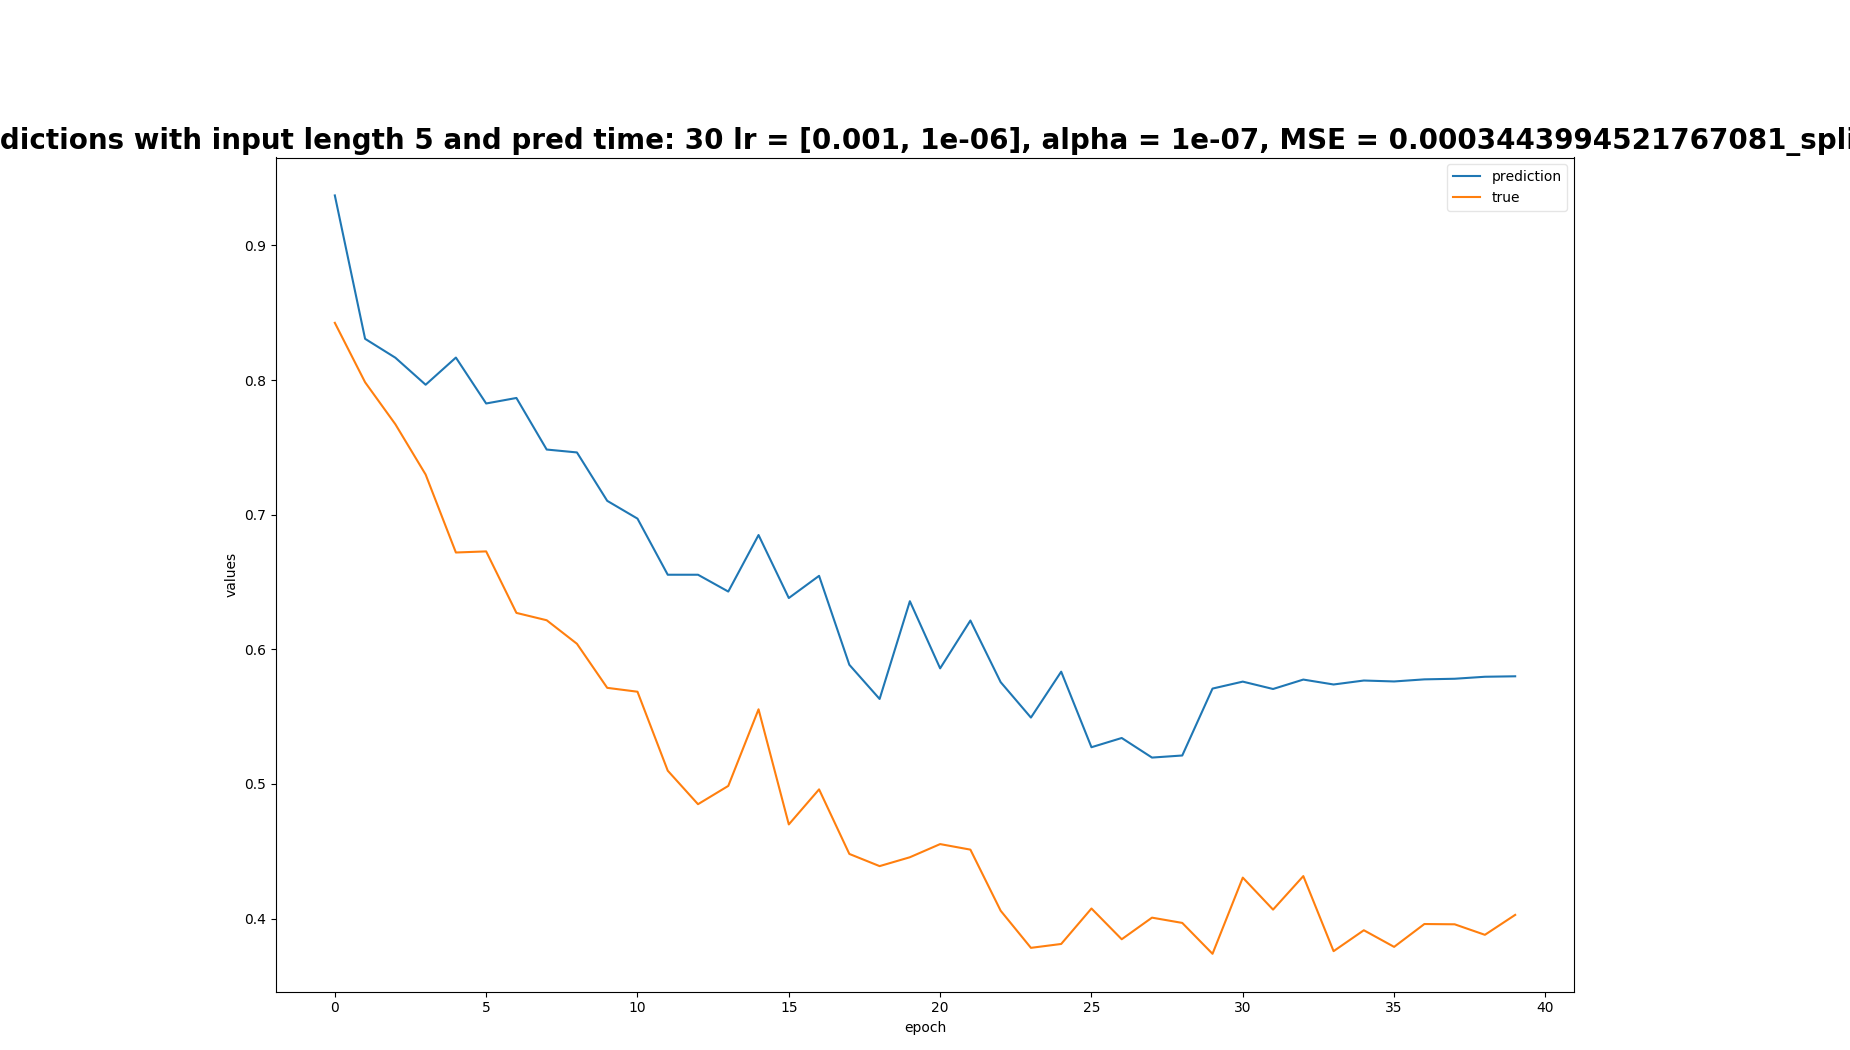 dictions with input length 5 and pred time: 30 lr = [0.001, 1e-06], alpha = 1e-07, MSE = 0.0003443994521767081_spli
prediction
true
0.9
0.8
0.7
0.6
0.5
0.4
values
0 5 10 15 20 25 30 35 40
epoch